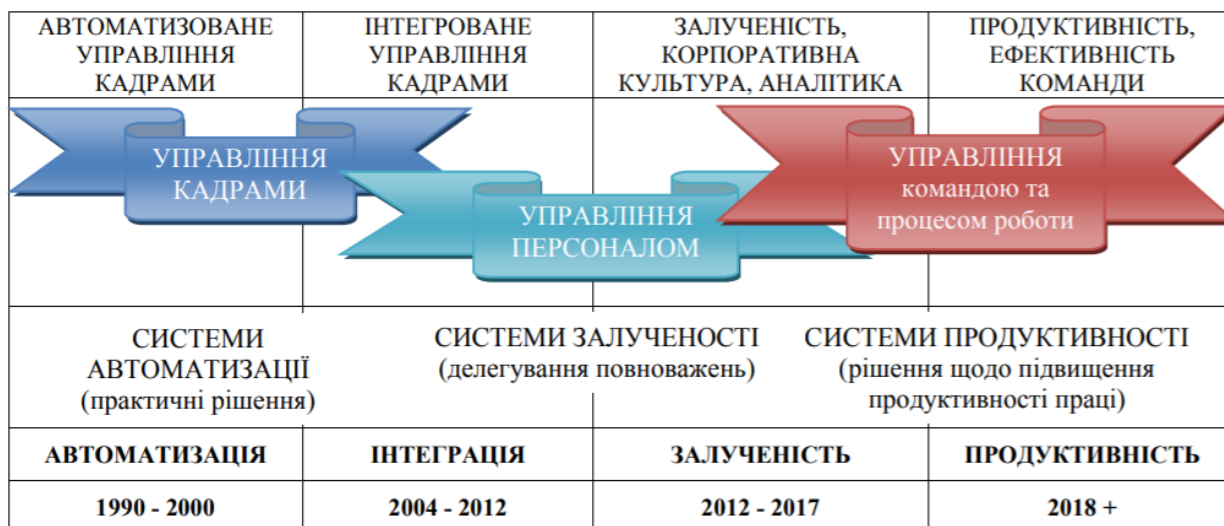 АВТОМАТИЗОВАНЕ
УПРАВЛІННЯ
КАДРАМИ
ІНТЕГРОВАНЕ
УПРАВЛІННЯ
КАДРАМИ
ЗАЛУЧЕНІСТЬ,
КОРПОРАТИВНА
КУЛЬТУРА, АНАЛІТИКА
ПРОДУКТИВНІСТЬ,
ЕФЕКТИВНІСТЬ
КОМАНДИ
УПРАВЛІННЯ
КАДРАМИ
УПРАВЛІННЯ
ПЕРСОНАЛОМ
УПРАВЛІННЯ
командою та
процесом роботи
СИСТЕМИ
АВТОМАТИЗАЦІЇ
(практичні рішення)
СИСТЕМИ ЗАЛУЧЕНОСТІ
(делегування повноважень)
СИСТЕМИ ПРОДУКТИВНОСТІ
(рішення щодо підвищення
продуктивності праці)
АВТОМАТИЗАЦІЯ
ІНТЕГРАЦІЯ
ЗАЛУЧЕНІСТЬ
ПРОДУКТИВНІСТЬ
1990 - 2000
2004 - 2012
2012 - 2017
2018 +